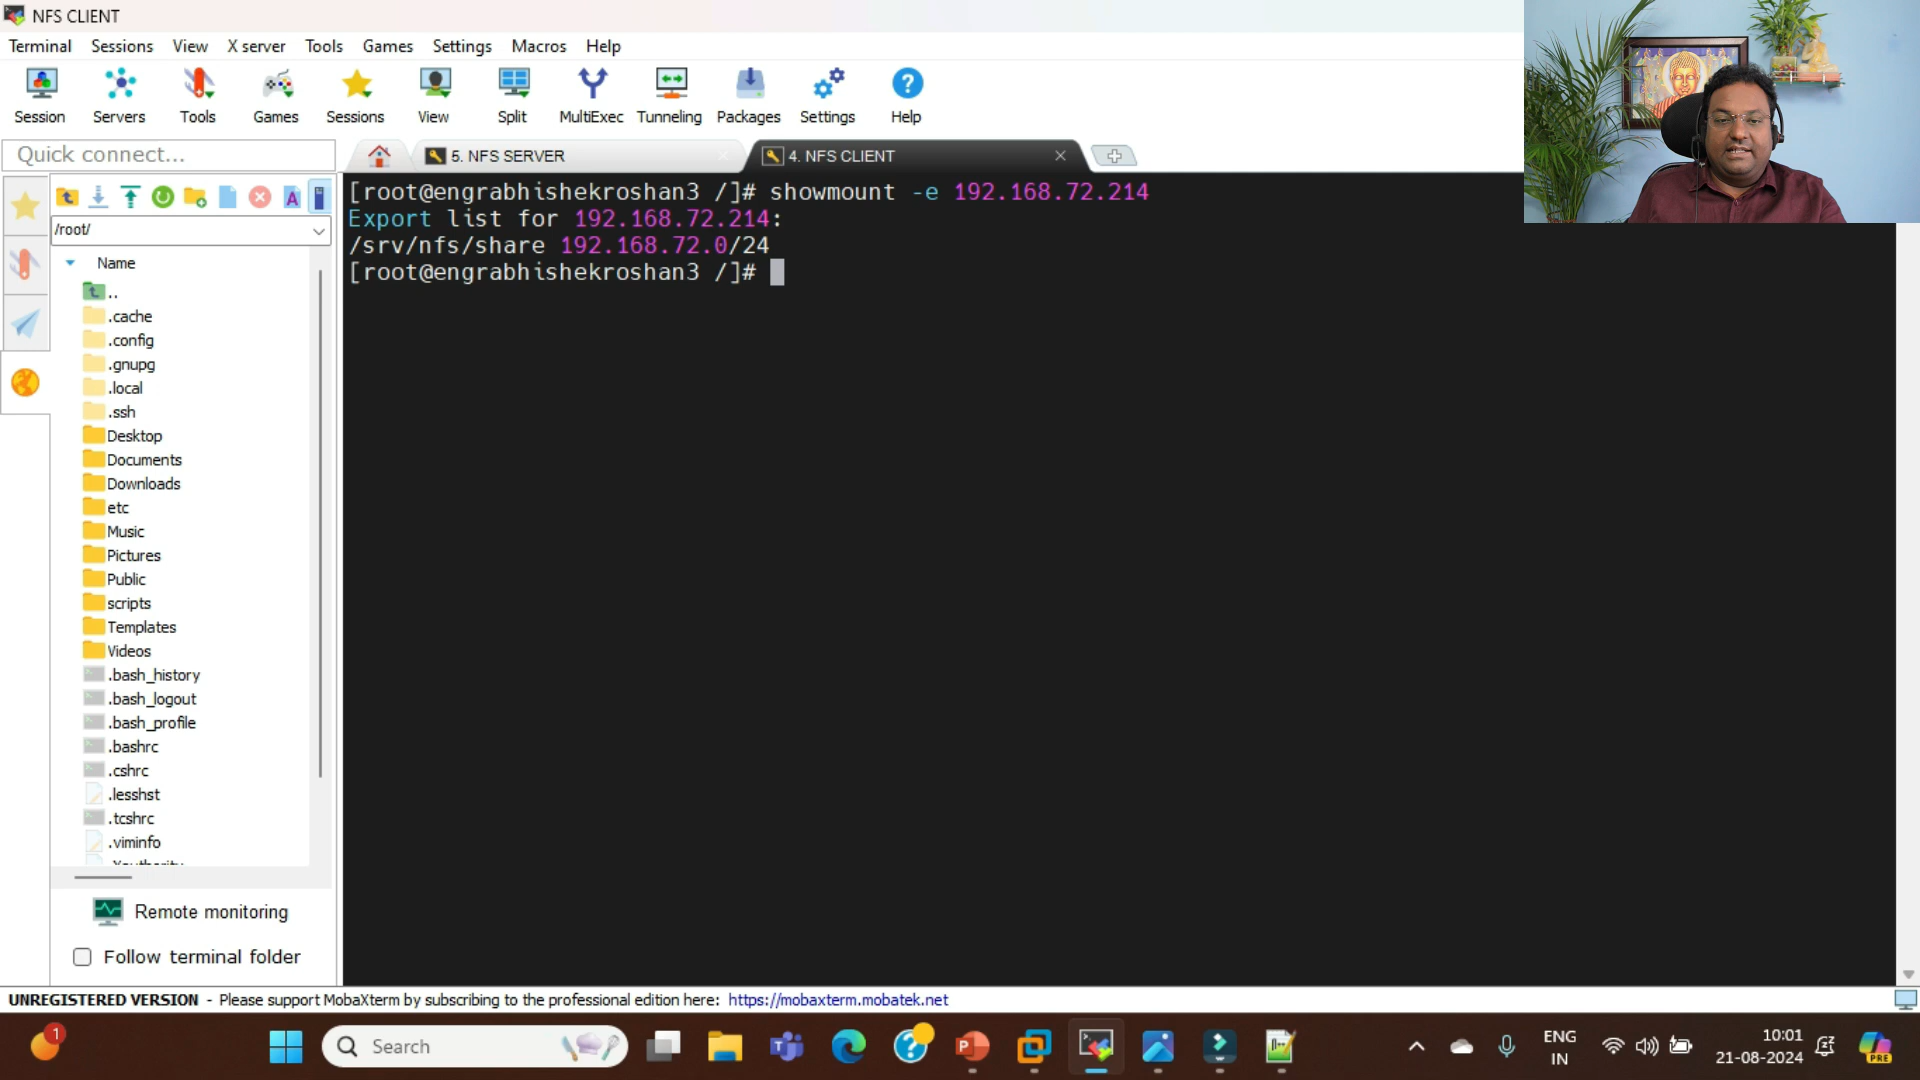 NFS CLIENT
Terminal Sessions View X server Tools Games Settings Macros Help
Session Servers Tools Games Sessions View Split MultiExec Tunneling Packages Settings Help
Quick connect...
5. NFS SERVER
4. NFS CLIENT
/root/
Name
..
.cache
.config
.gnupg
.local
.ssh
Desktop
Documents
Downloads
etc
Music
Pictures
Public
scripts
Templates
Videos
.bash_history
.bash_logout
.bash_profile
.bashrc
.cshrc
.lesshst
.tcshrc
.viminfo
[root@engrabhishekroshan3 /]# showmount -e 192.168.72.214
Export list for 192.168.72.214:
/srv/nfs/share 192.168.72.0/24
[root@engrabhishekroshan3 /]#
Remote monitoring
Follow terminal folder
UNREGISTERED VERSION - Please support MobaXterm by subscribing to the professional edition here: https://mobaxterm.mobatek.net
1
Search
ENG
IN
10:01
21-08-2024
PRE